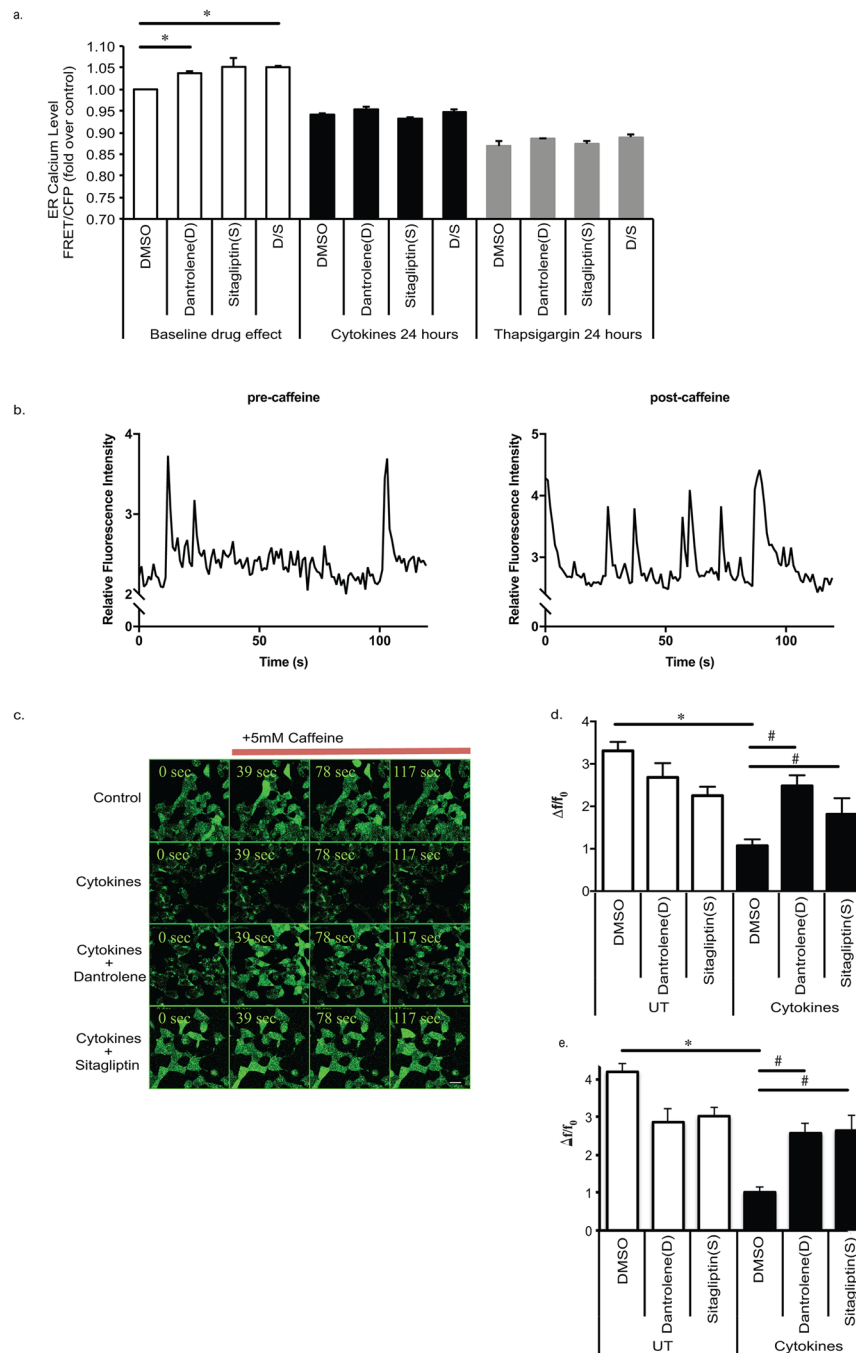 a.
*
*
1.10
1.05
1.00
0.95
0.90
0.85
0.80
0.75
0.70
ER Calcium Level
FRET/CFP (fold over control)
DMSO
Dantrolene(D)
Sitagliptin(S)
D/S
DMSO
Dantrolene(D)
Sitagliptin(S)
D/S
DMSO
Dantrolene(D)
Sitagliptin(S)
D/S
Baseline drug effect
Cytokines 24 hours
Thapsigargin 24 hours
b.
pre-caffeine
4
3
2
0
Relative Fluorescence Intensity
0
50
100
Time (s)
post-caffeine
5
4
3
2
0
Relative Fluorescence Intensity
0
50
100
Time (s)
c.
+5mM Caffeine
Control
0 sec
39 sec
78 sec
117 sec
Cytokines
0 sec
39 sec
78 sec
117 sec
Cytokines
+
Dantrolene
0 sec
39 sec
78 sec
117 sec
Cytokines
+
Sitagliptin
0 sec
39 sec
78 sec
117 sec
d.
*
#
#
4
3
2
1
0
Δf/f0
DMSO
Dantrolene(D)
Sitagliptin(S)
DMSO
Dantrolene(D)
Sitagliptin(S)
UT
Cytokines
e.
*
#
#
4
3
2
1
0
Δf/f0
DMSO
Dantrolene(D)
Sitagliptin(S)
DMSO
Dantrolene(D)
Sitagliptin(S)
UT
Cytokines